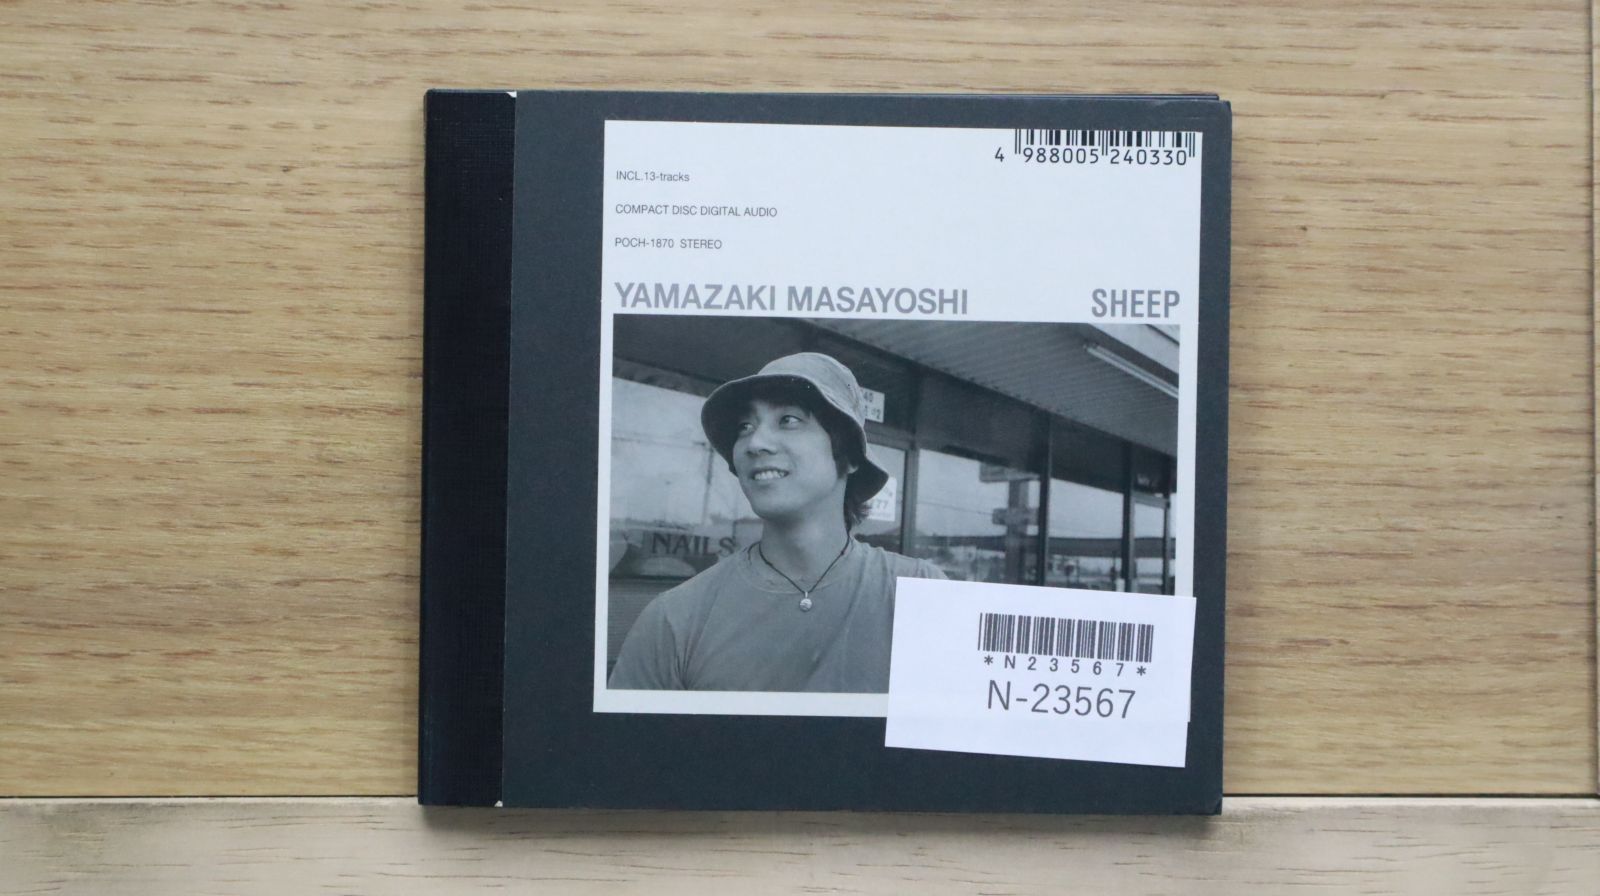 4 988005 240330
INCL.13-tracks
COMPACT DISC DIGITAL AUDIO
POCH-1870 STEREO
YAMAZAKI MASAYOSHI SHEEP
NAILS
*N23567*
N-23567